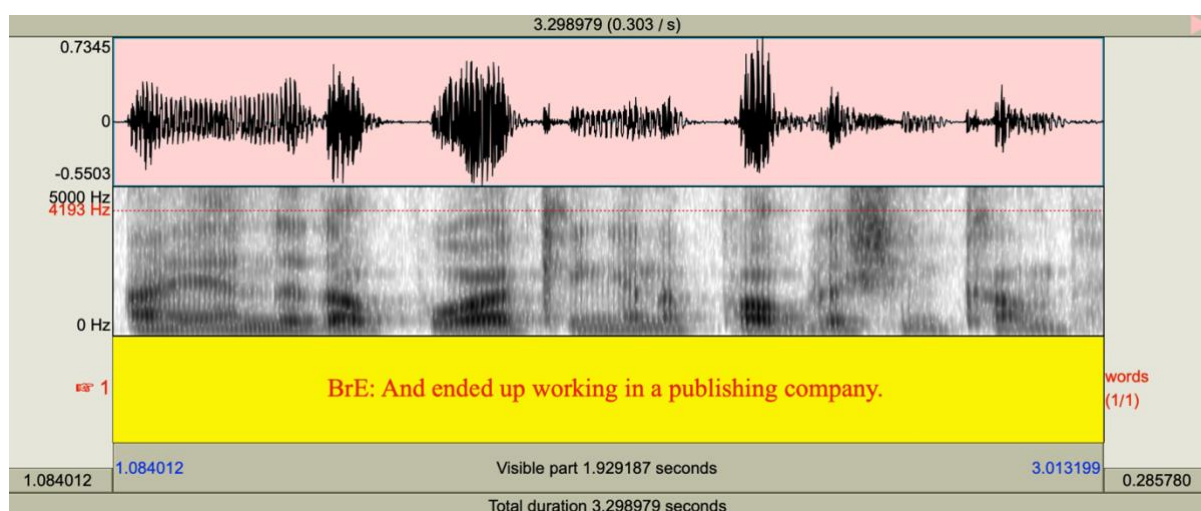 3.298979 (0.303 / s)
0.7345
0
-0.5503
5000 Hz
4193 Hz
0 Hz
☞ 1
BrE: And ended up working in a publishing company.
words
(1/1)
1.084012
1.084012
Visible part 1.929187 seconds
3.013199
0.285780
Total duration 3.298979 seconds